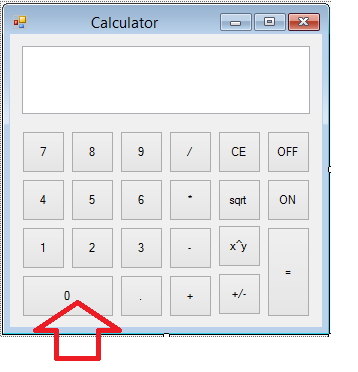 Calculator
7 8 9 / CE OFF
4 5 6 * sqrt ON
1 2 3 - x^y
0 . + +/- =